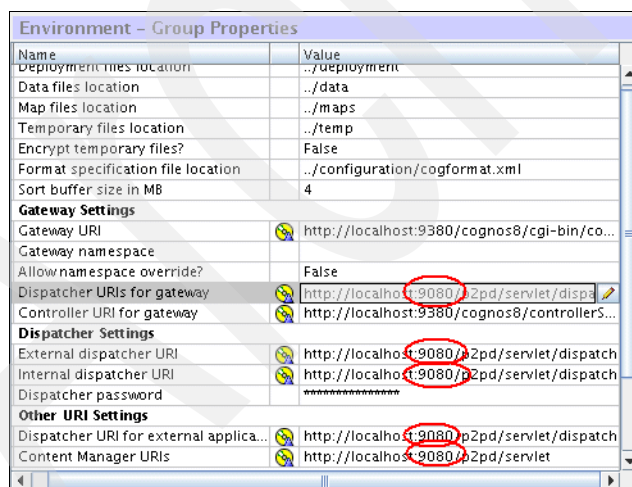 Environment – Group Properties
Name Value
Deployment files location ../deployment
Data files location ../data
Map files location ../maps
Temporary files location ../temp
Encrypt temporary files? False
Format specification file location ../configuration/cogformat.xml
Sort buffer size in MB 4
Gateway Settings
Gateway URI http://localhost:9380/cognos8/cgi-bin/co...
Gateway namespace
Allow namespace override? False
Dispatcher URIs for gateway http://localhost:9080/p2pd/servlet/dispa
Controller URI for gateway http://localhost:9380/cognos8/controllerS...
Dispatcher Settings
External dispatcher URI http://localhost:9080/p2pd/servlet/dispatch
Internal dispatcher URI http://localhost:9080/p2pd/servlet/dispatch
Dispatcher password ***************
Other URI Settings
Dispatcher URI for external applica... http://localhost:9080/p2pd/servlet/dispatch
Content Manager URIs http://localhost:9080/p2pd/servlet